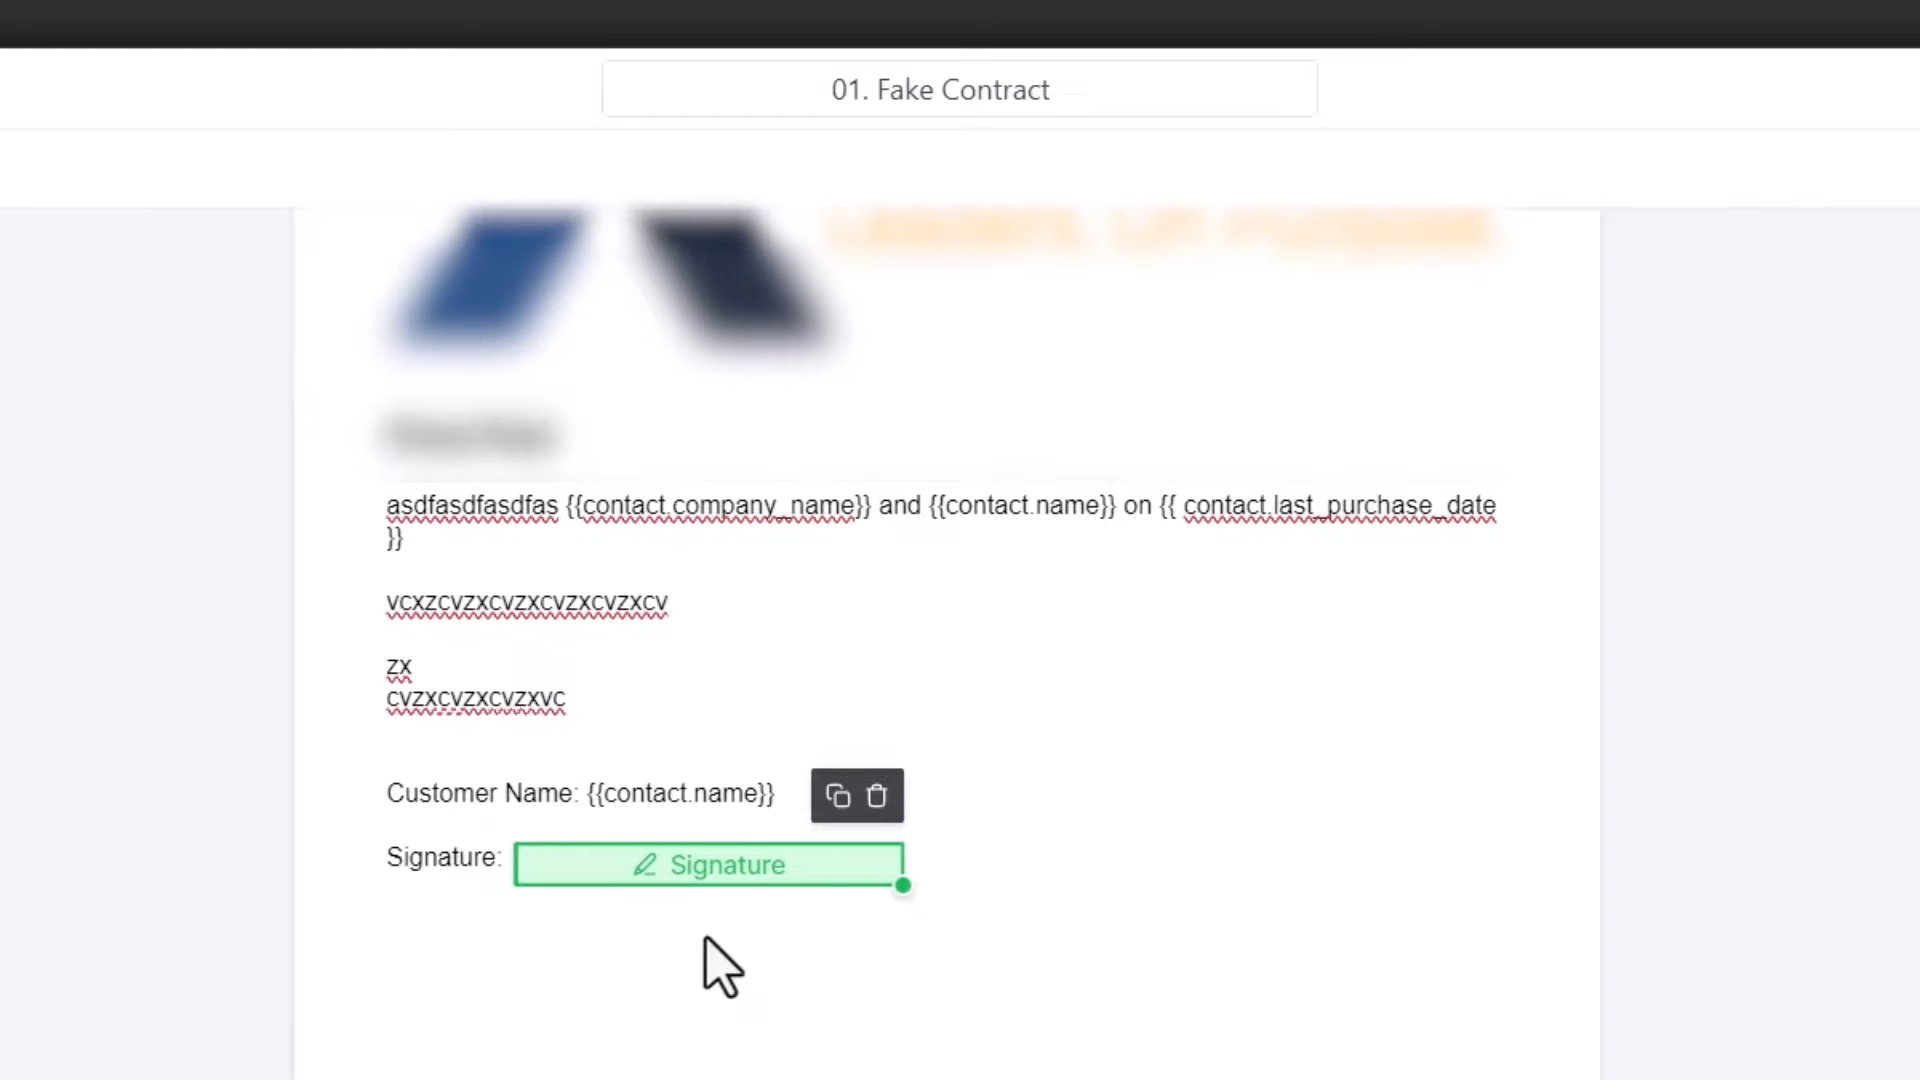 01. Fake Contract
asdfasdfasdfas {{contact.company_name}} and {{contact.name}} on {{ contact.last_purchase_date
}}
vcxzcvzxcvzxcvzxcvzxcv
zx
cvzxcvzxcvzxvc
Customer Name: {{contact.name}}
Signature:
Signature